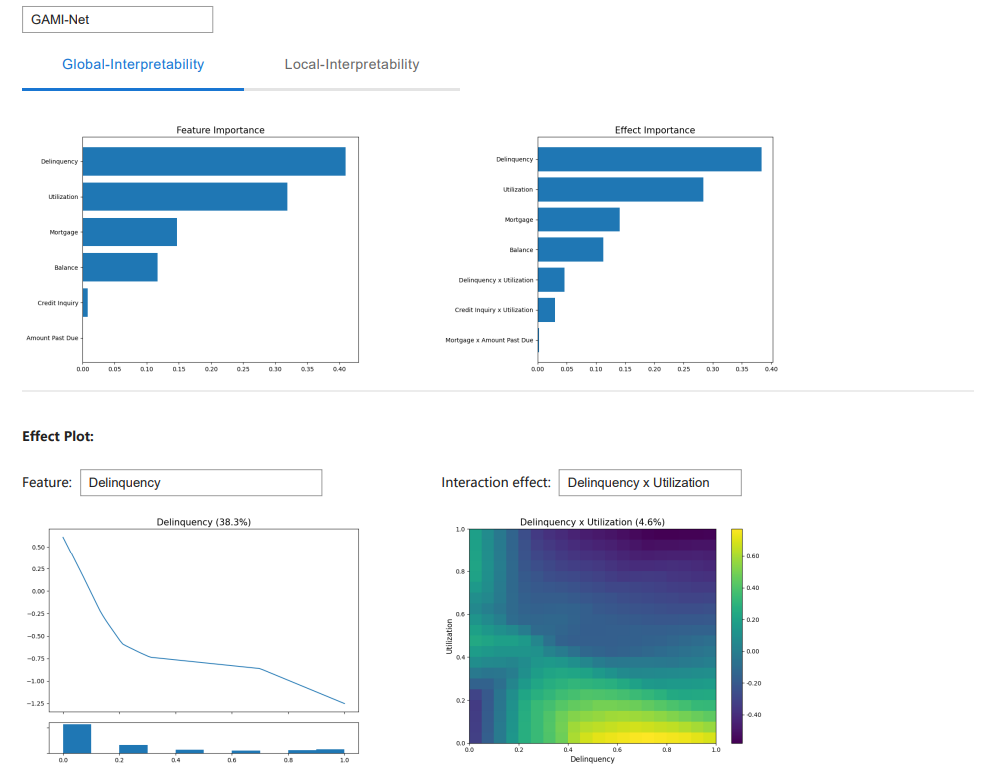 GAMI-Net
Global-Interpretability Local-Interpretability
Feature Importance
Delinquency
Utilization
Mortgage
Balance
Credit Inquiry
Amount Past Due
0.00 0.05 0.10 0.15 0.20 0.25 0.30 0.35 0.40
Effect Importance
Delinquency
Utilization
Mortgage
Balance
Delinquency x Utilization
Credit Inquiry x Utilization
Mortgage x Amount Past Due
0.00 0.05 0.10 0.15 0.20 0.25 0.30 0.35 0.40
Effect Plot:
Feature: Delinquency
Delinquency (38.3%)
0.50
0.25
0.00
−0.25
−0.50
−0.75
−1.00
−1.25
0.0 0.2 0.4 0.6 0.8 1.0
Interaction effect: Delinquency x Utilization
Delinquency x Utilization (4.6%)
1.0
0.8
0.6
0.4
0.2
0.0
Utilization
0.0 0.2 0.4 0.6 0.8 1.0
Delinquency
0.60
0.40
0.20
0.00
−0.20
−0.40